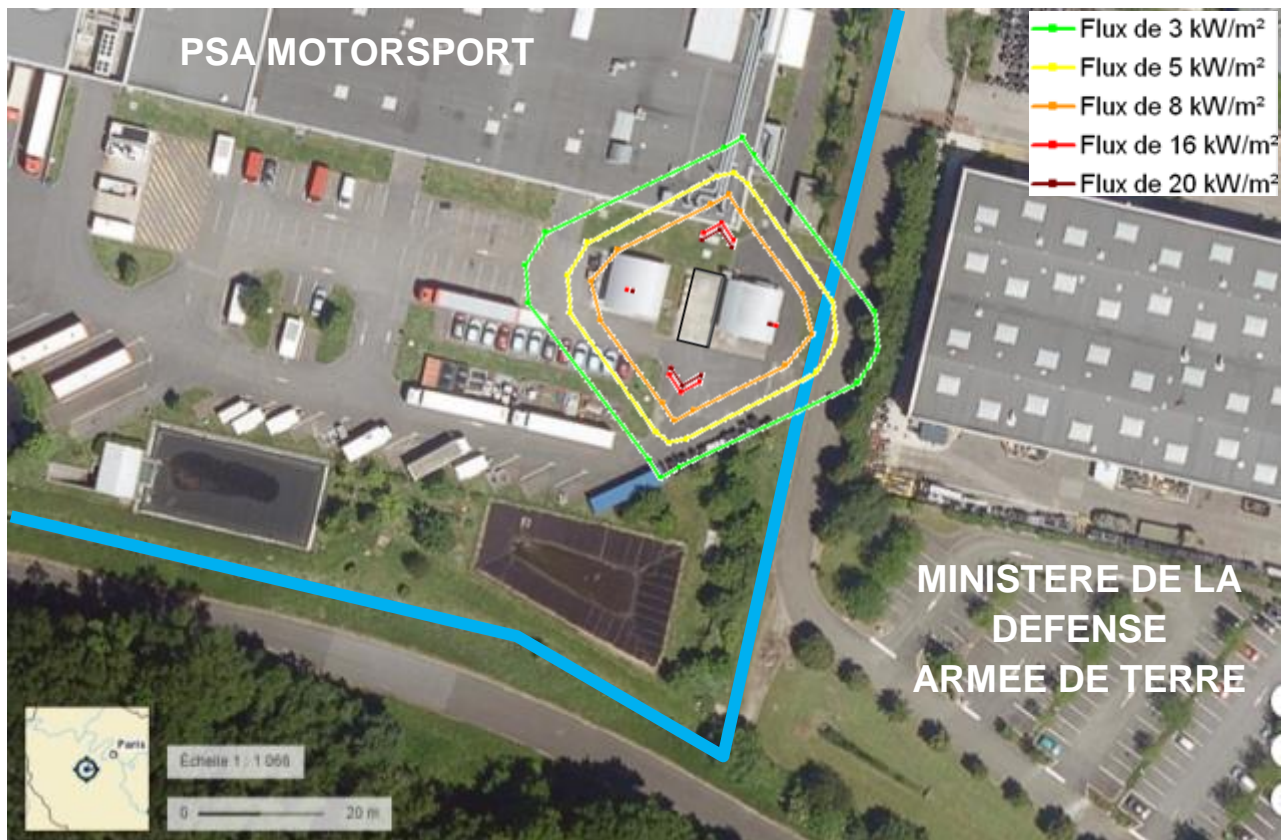 PSA MOTORSPORT
Flux de 3 kW/m²
Flux de 5 kW/m²
Flux de 8 kW/m²
Flux de 16 kW/m²
Flux de 20 kW/m²
MINISTERE DE LA
DEFENSE
ARMEE DE TERRE
Paris
Échelle 1 : 1 066
0 20 m